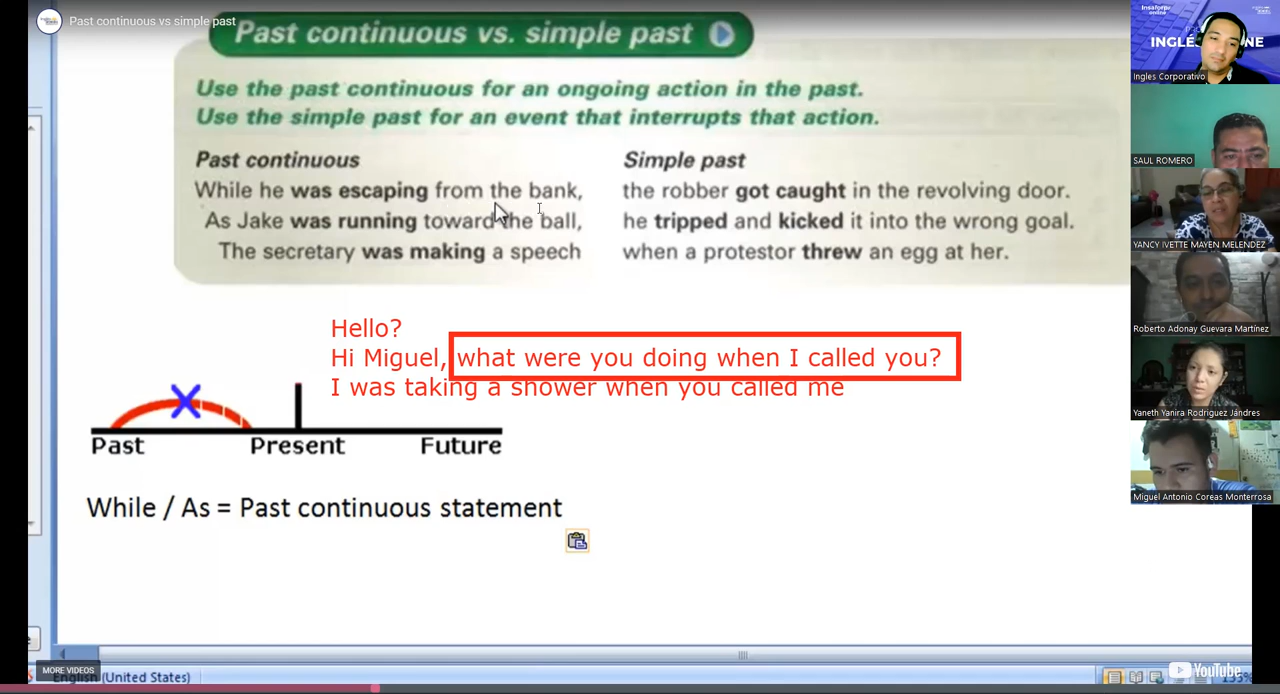 Past continuous vs simple past
Past continuous vs. simple past
Use the past continuous for an ongoing action in the past.
Use the simple past for an event that interrupts that action.
Past continuous
While he was escaping from the bank,
As Jake was running toward the ball,
The secretary was making a speech
Simple past
the robber got caught in the revolving door.
he tripped and kicked it into the wrong goal.
when a protestor threw an egg at her.
Hello?
Hi Miguel, what were you doing when I called you?
I was taking a shower when you called me
Past Present Future
While / As = Past continuous statement
MORE VIDEOS
English (United States)
YouTube
Insaforp
online
INGLÉ NE
Ingles Corporativo
SAUL ROMERO
YANCY IVETTE MAYEN MELENDEZ
Roberto Adonay Guevara Martínez
Yaneth Yanira Rodriguez Jándres
Miguel Antonio Coreas Monterrosa